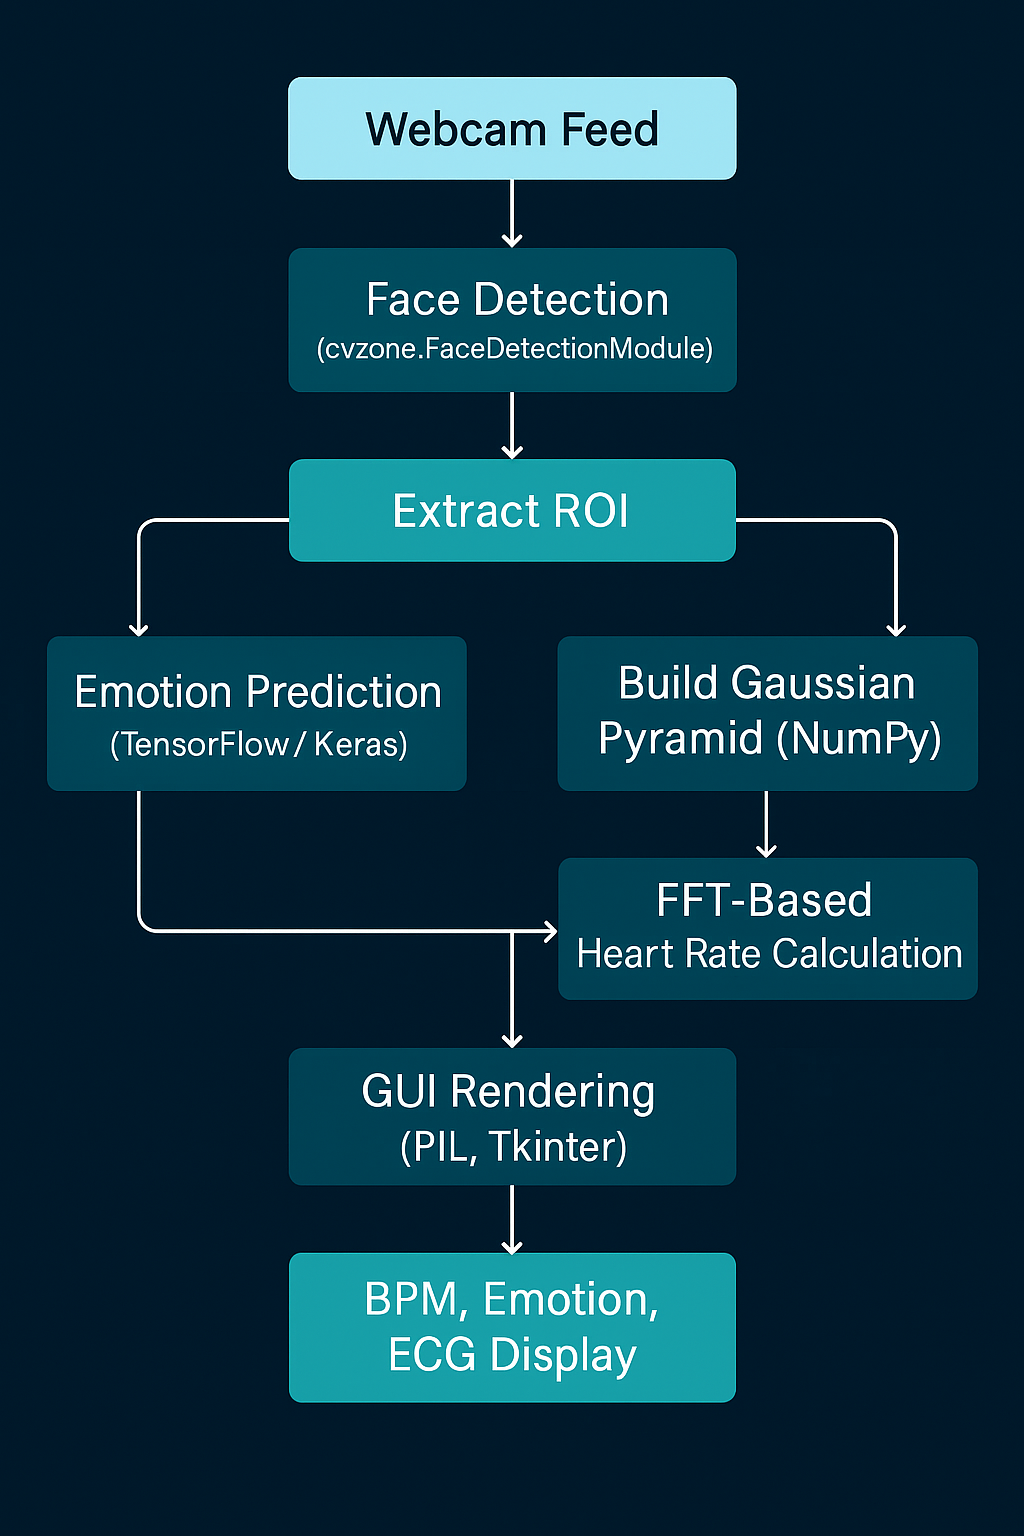 Webcam Feed
Face Detection
(cvzone.FaceDetectionModule)
Extract ROI
Emotion Prediction
(TensorFlow / Keras)
Build Gaussian
Pyramid (NumPy)
FFT-Based
Heart Rate Calculation
GUI Rendering
(PIL, Tkinter)
BPM, Emotion,
ECG Display